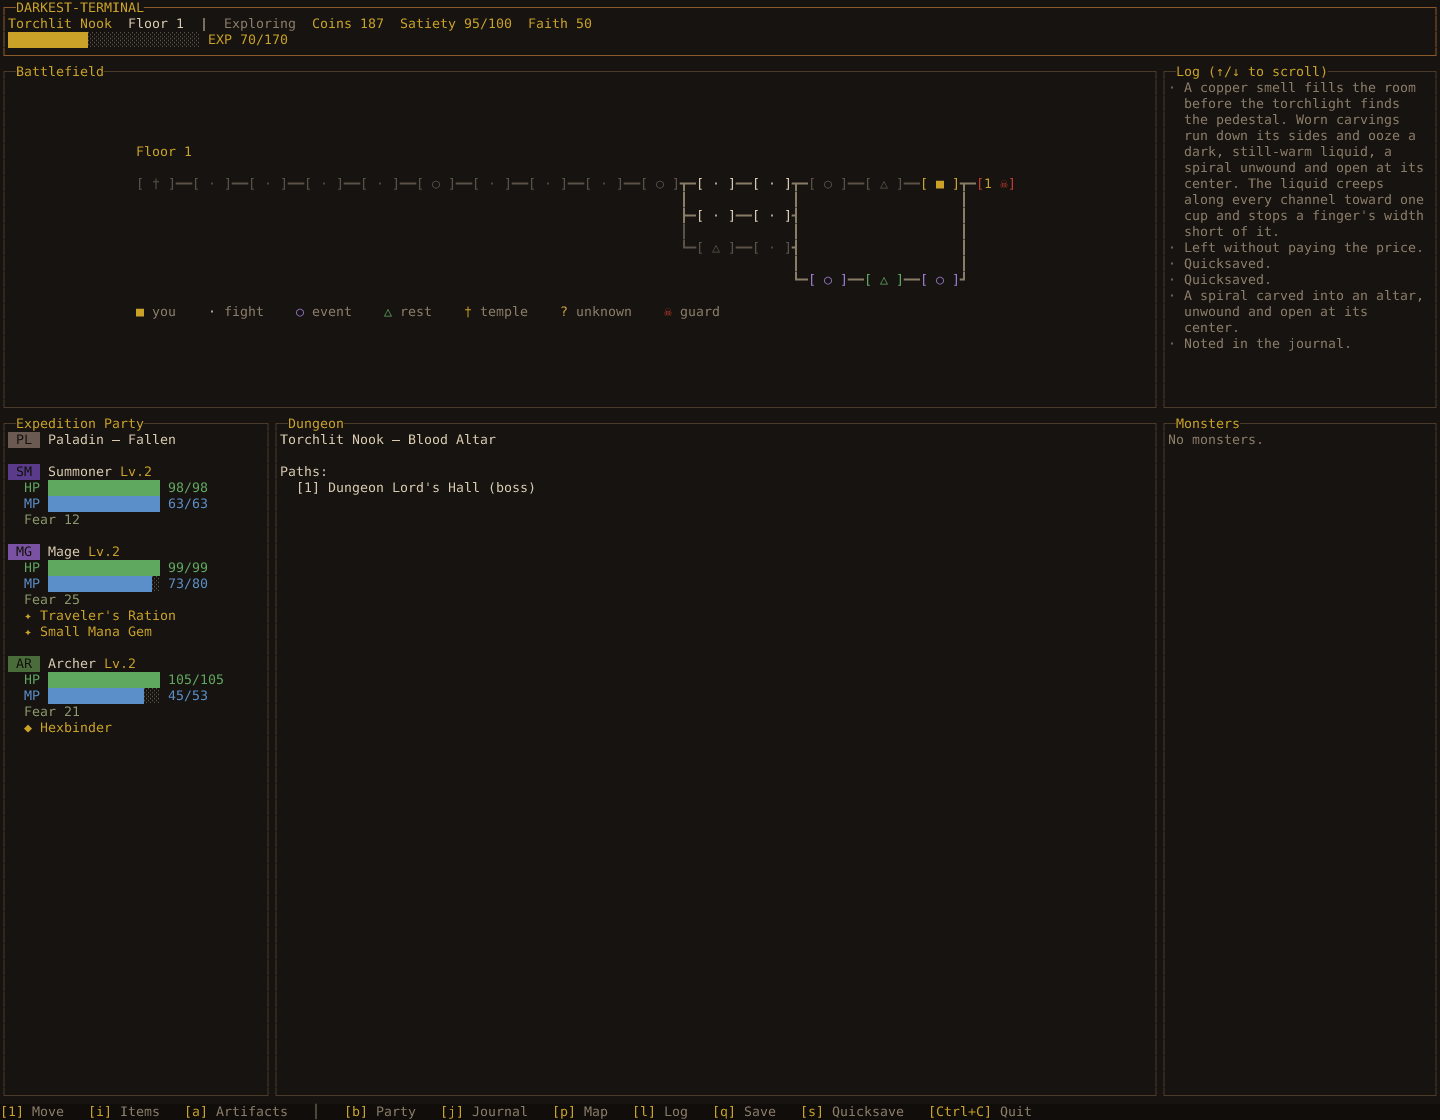 DARKEST-TERMINAL
Torchlit Nook  Floor 1  |  Exploring  Coins 187  Satiety 95/100  Faith 50
EXP 70/170
Battlefield
Floor 1
[ † ]──[ · ]──[ · ]──[ · ]──[ · ]──[ ○ ]──[ · ]──[ · ]──[ · ]──[ ○ ]┬─[ · ]──[ · ]┬─[ ○ ]──[ △ ]──[ ■ ]┬─[1 ☠]
├─[ · ]──[ · ]┤
└─[ △ ]──[ · ]┤
└─[ ○ ]──[ △ ]──[ ○ ]┘
■ you    · fight    ○ event    △ rest    † temple    ? unknown    ☠ guard
Log (↑/↓ to scroll)
· A copper smell fills the room
before the torchlight finds
the pedestal. Worn carvings
run down its sides and ooze a
dark, still-warm liquid, a
spiral unwound and open at its
center. The liquid creeps
along every channel toward one
cup and stops a finger's width
short of it.
· Left without paying the price.
· Quicksaved.
· Quicksaved.
· A spiral carved into an altar,
unwound and open at its
center.
· Noted in the journal.
Expedition Party
PL Paladin — Fallen
SM Summoner Lv.2
HP 98/98
MP 63/63
Fear 12
MG Mage Lv.2
HP 99/99
MP 73/80
Fear 25
✦ Traveler's Ration
✦ Small Mana Gem
AR Archer Lv.2
HP 105/105
MP 45/53
Fear 21
◆ Hexbinder
Dungeon
Torchlit Nook — Blood Altar
Paths:
[1] Dungeon Lord's Hall (boss)
Monsters
No monsters.
[1] Move   [i] Items   [a] Artifacts   │   [b] Party   [j] Journal   [p] Map   [l] Log   [q] Save   [s] Quicksave   [Ctrl+C] Quit